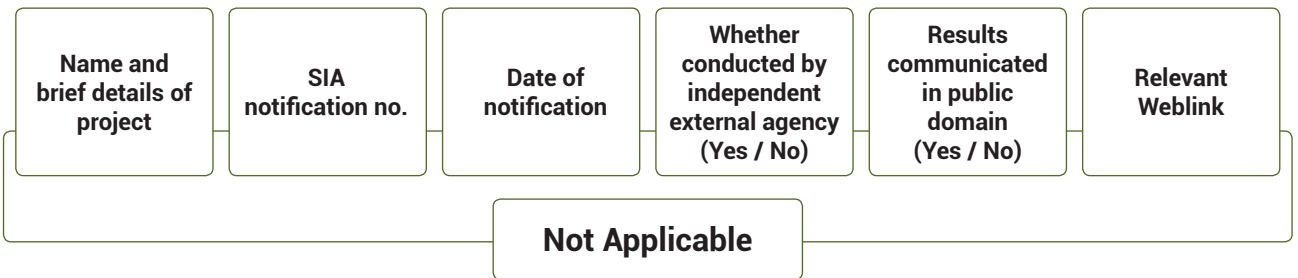 Name and
brief details of
project
SIA
notification no.
Date of
notification
Whether
conducted by
independent
external agency
(Yes / No)
Results
communicated
in public
domain
(Yes / No)
Relevant
Weblink
Not Applicable